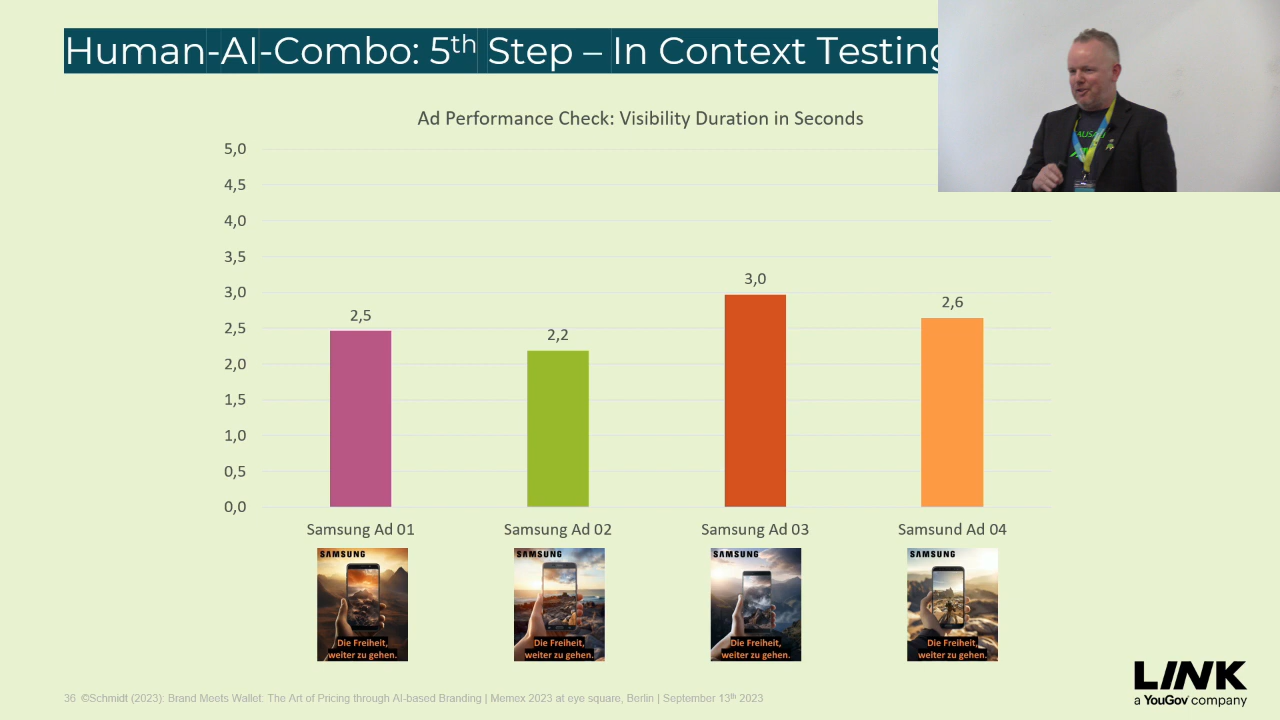 Human-AI-Combo: 5th Step – In Context Testing
Ad Performance Check: Visibility Duration in Seconds
5,0
4,5
4,0
3,5
3,0
2,5
2,0
1,5
1,0
0,5
0,0
2,5
2,2
3,0
2,6
Samsung Ad 01
Samsung Ad 02
Samsung Ad 03
Samsund Ad 04
SAMSUNG
Die Freiheit,
weiter zu gehen.
SAMSUNG
Die Freiheit,
weiter zu gehen.
SAMSUNG
Die Freiheit,
weiter zu gehen.
SAMSUNG
Die Freiheit,
weiter zu gehen.
36 ©Schmidt (2023): Brand Meets Wallet: The Art of Pricing through AI-based Branding | Memex 2023 at eye square, Berlin | September 13th 2023
LINK
a YouGov company